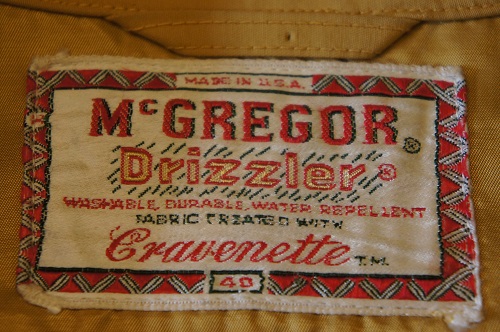 MADE IN U.S.A.
McGREGOR®
Drizzler®
WASHABLE, DURABLE, WATER REPELLENT
FABRIC TREATED WITH
Cravenette T.M.
40